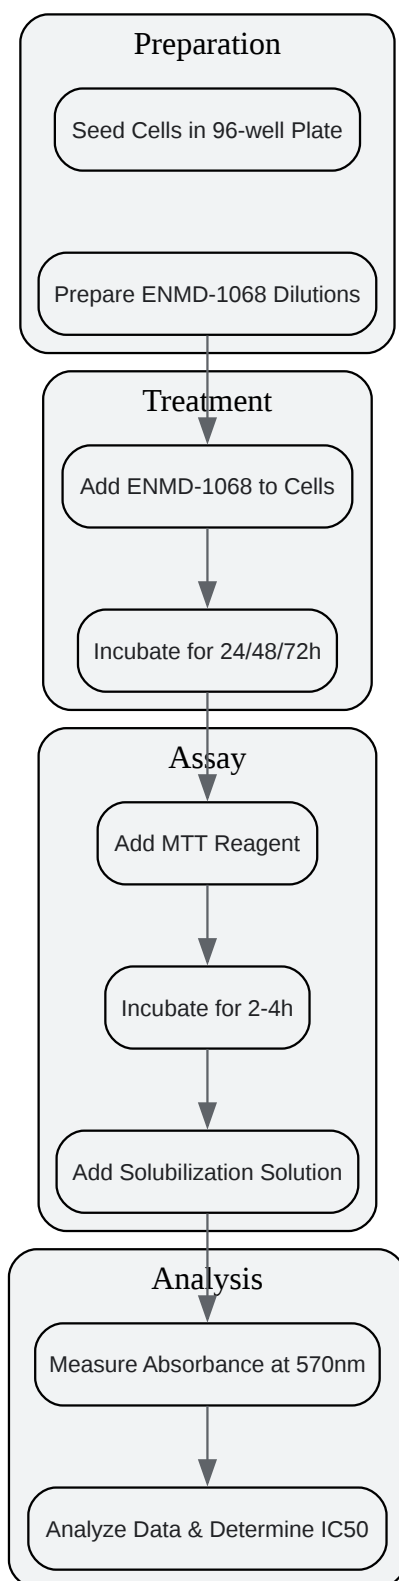 Preparation
Seed Cells in 96-well Plate
Prepare ENMD-1068 Dilutions
Treatment
Add ENMD-1068 to Cells
Incubate for 24/48/72h
Assay
Add MTT Reagent
Incubate for 2-4h
Add Solubilization Solution
Analysis
Measure Absorbance at 570nm
Analyze Data & Determine IC50